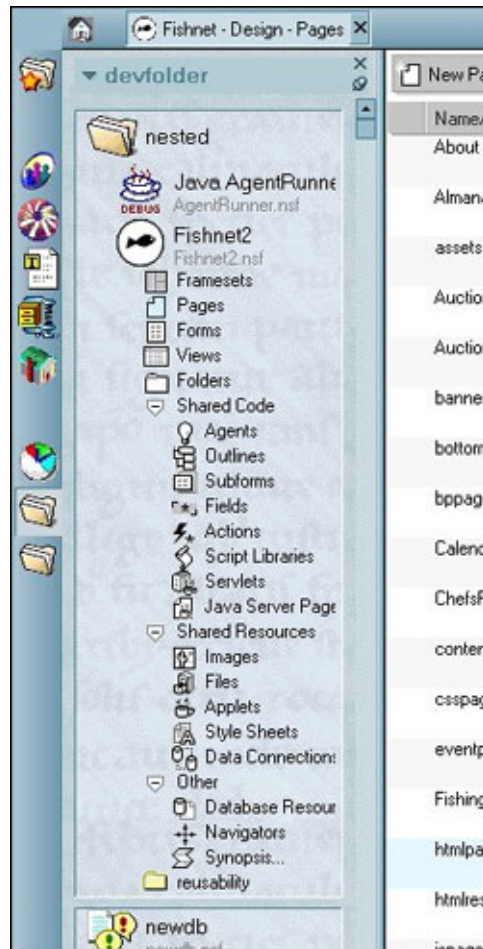 Fishnet - Design - Pages
devfolder
nested
Java AgentRunne
DEBUG
AgentRunner.nsf
Fishnet2
Fishnet2.nsf
Framesets
Pages
Forms
Views
Folders
Shared Code
Agents
Outlines
Subforms
Fields
Actions
Script Libraries
Servlets
Java Server Page
Shared Resources
Images
Files
Applets
Style Sheets
Data Connection
Other
Database Resour
Navigators
Synopsis...
reusability
newdb
New Pa
Name
About
Alman
assets
Auctio
Auctio
banne
bottom
bppag
Calenc
ChefsF
conter
csspag
eventp
Fishing
htmlpa
htmlres